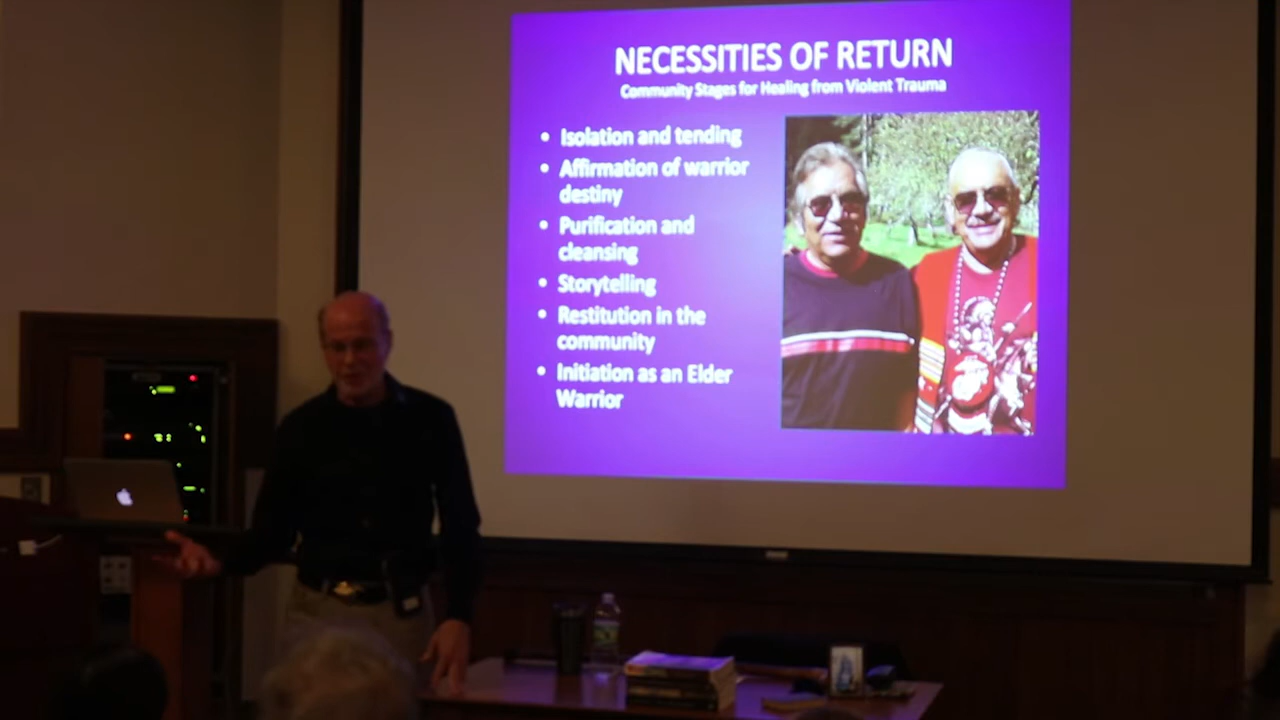 NECESSITIES OF RETURN
Community Stages for Healing from Violent Trauma
• Isolation and tending
• Affirmation of warrior
destiny
• Purification and
cleansing
• Storytelling
• Restitution in the
community
• Initiation as an Elder
Warrior